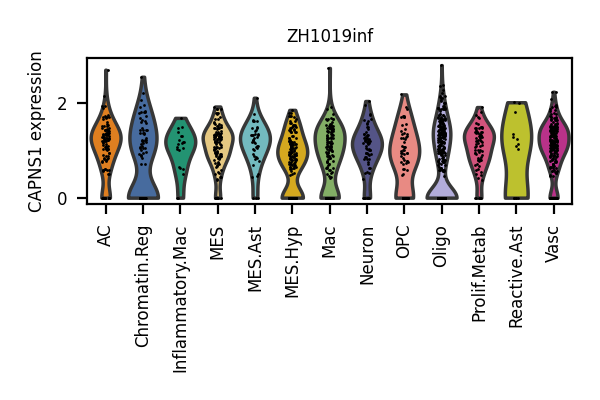 ZH1019inf
CAPNS1 expression
2
0
AC
Chromatin.Reg
Inflammatory.Mac
MES
MES.Ast
MES.Hyp
Mac
Neuron
OPC
Oligo
Prolif.Metab
Reactive.Ast
Vasc